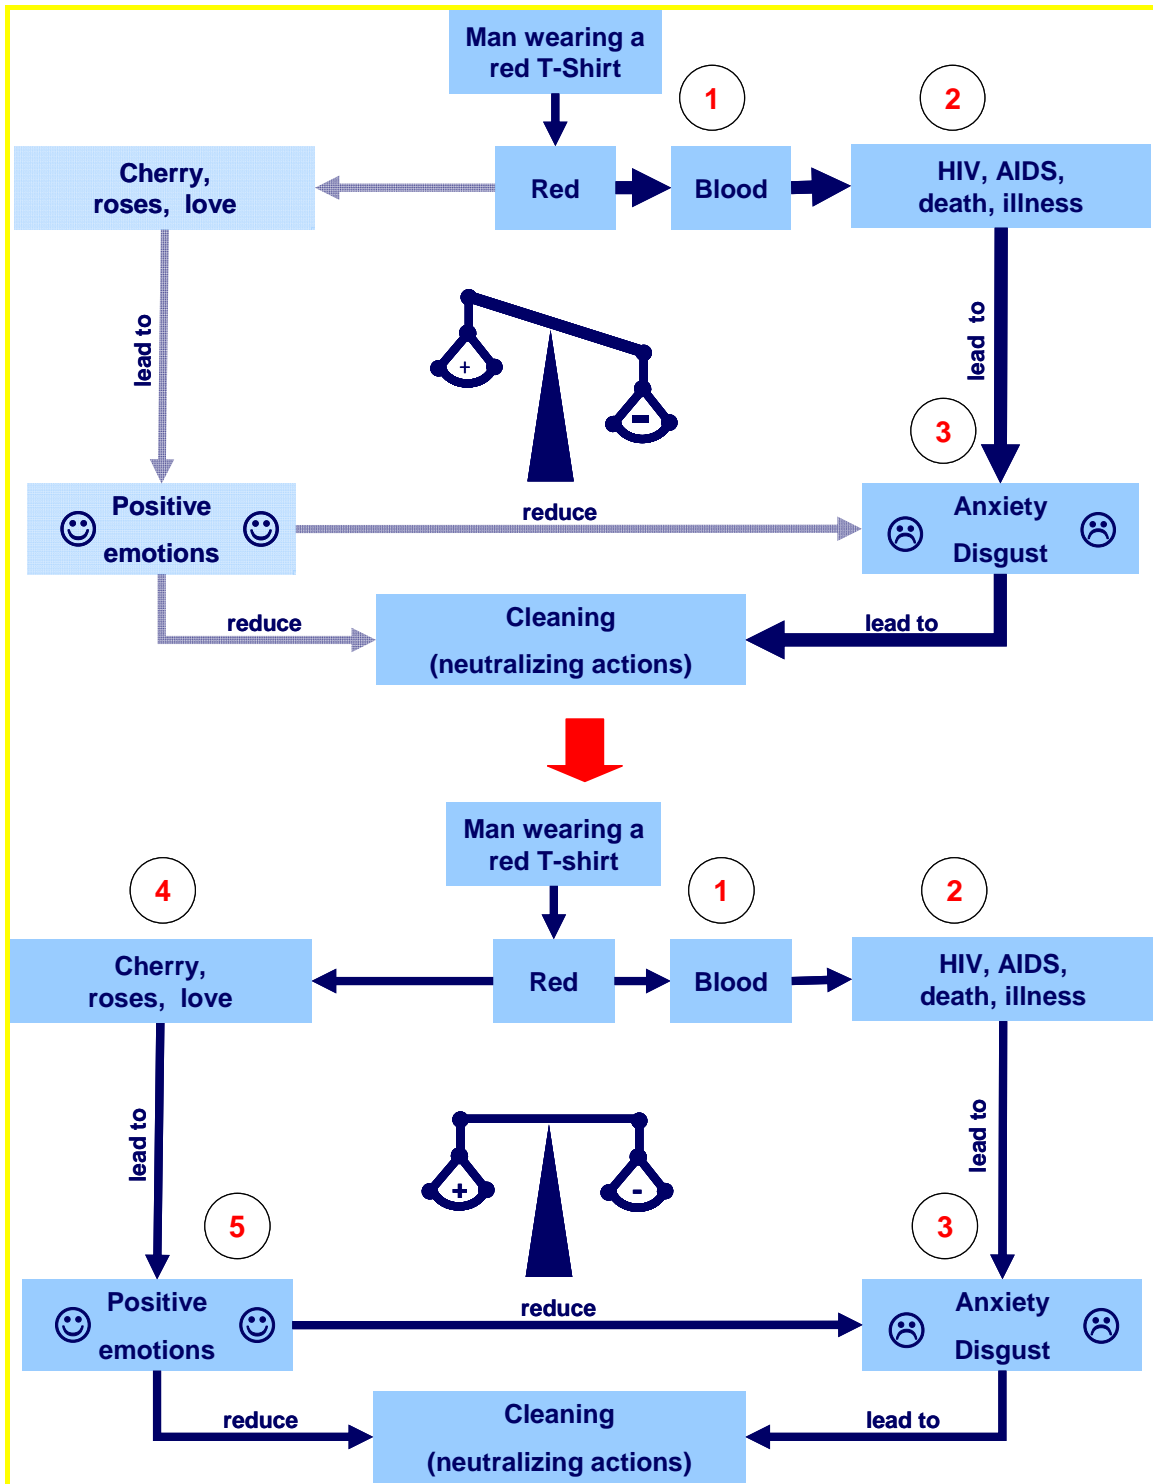 Man wearing a
red T-Shirt
1
2
Cherry,
roses, love
Red
Blood
HIV, AIDS,
death, illness
lead to
+
-
lead to
3
Positive
emotions
reduce
Anxiety
Disgust
reduce
Cleaning
(neutralizing actions)
lead to
Man wearing a
red T-shirt
4
1
2
Cherry,
roses, love
Red
Blood
HIV, AIDS,
death, illness
lead to
+
-
lead to
5
3
Positive
emotions
reduce
Anxiety
Disgust
reduce
Cleaning
(neutralizing actions)
lead to